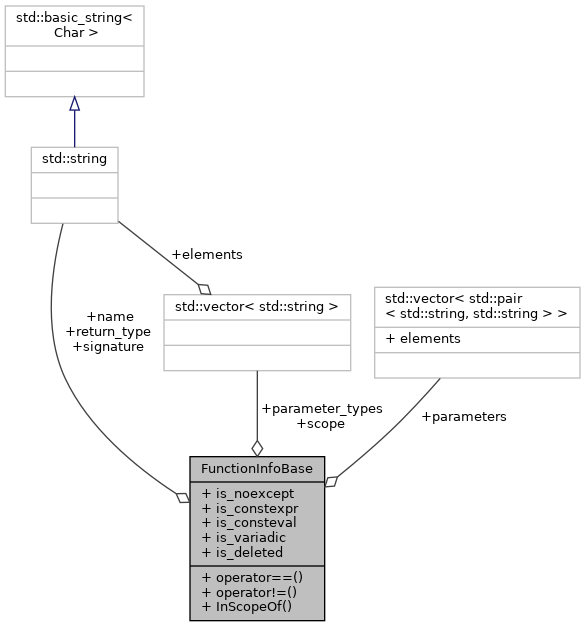 std::basic_string<
Char >
std::string
+elements
std::vector< std::string >
std::vector< std::pair
< std::string, std::string > >
+ elements
+name
+return_type
+signature
+parameter_types
+scope
+parameters
FunctionInfoBase
+ is_noexcept
+ is_constexpr
+ is_consteval
+ is_variadic
+ is_deleted
+ operator==()
+ operator!=()
+ InScopeOf()